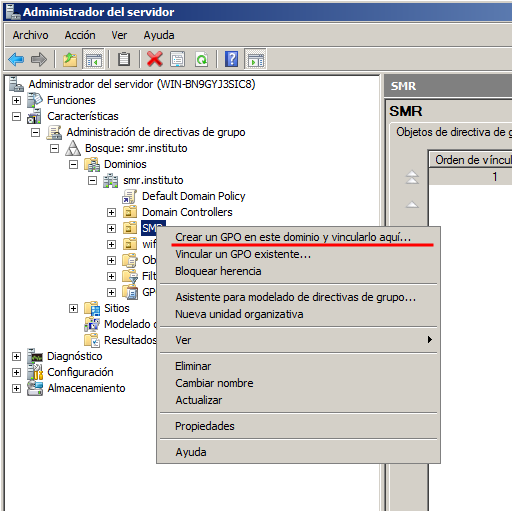 Administrador del servidor
Archivo Acción Ver Ayuda
Administrador del servidor (WIN-BN9GYJ3SIC8)
Funciones
Características
Administración de directivas de grupo
Bosque: smr.instituto
Dominios
smr.instituto
Default Domain Policy
Domain Controllers
SMR
wif
Ob
Filt
GP
Sitios
Modelado d
Resultados
Diagnóstico
Configuración
Almacenamiento
SMR
SMR
Objetos de directiva de g
Orden de víncul
1
Crear un GPO en este dominio y vincularlo aquí...
Vincular un GPO existente...
Bloquear herencia
Asistente para modelado de directivas de grupo...
Nueva unidad organizativa
Ver
Eliminar
Cambiar nombre
Actualizar
Propiedades
Ayuda